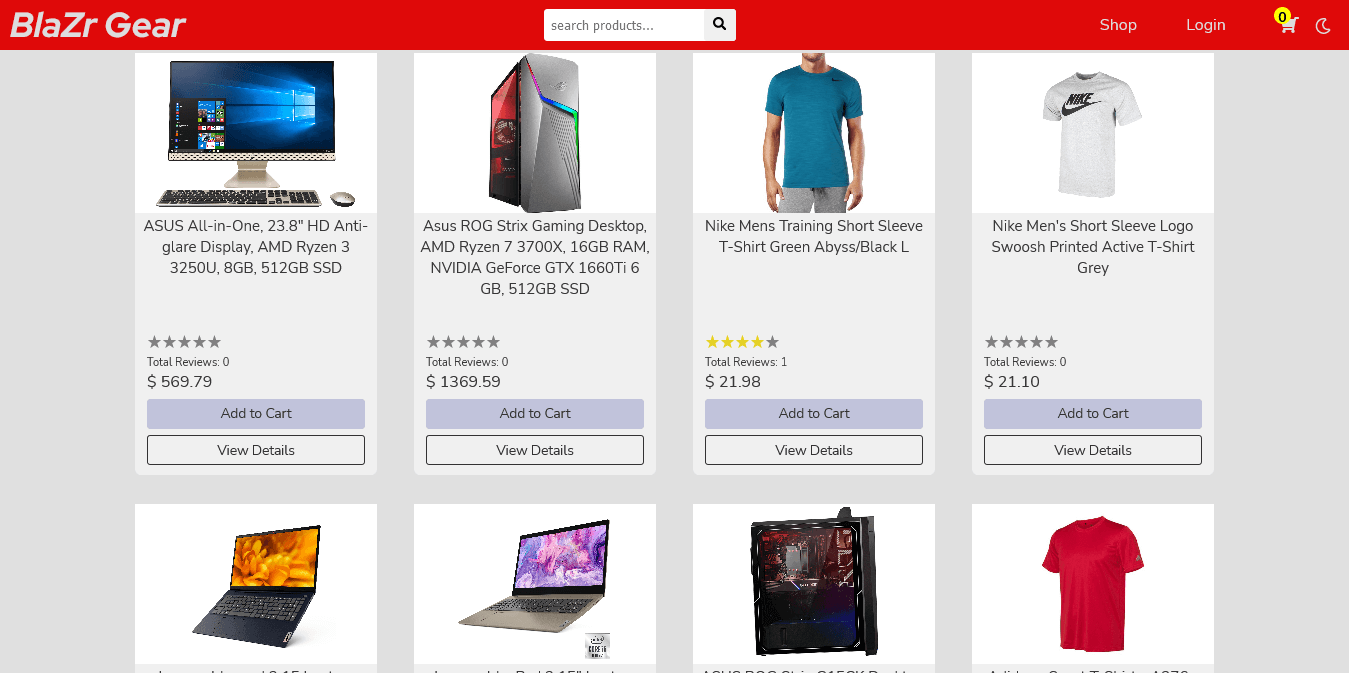 BlaZr Gear
search products...
Shop
Login
0
ASUS All-in-One, 23.8" HD Anti-
glare Display, AMD Ryzen 3
3250U, 8GB, 512GB SSD
Total Reviews: 0
$ 569.79
Add to Cart
View Details
Asus ROG Strix Gaming Desktop,
AMD Ryzen 7 3700X, 16GB RAM,
NVIDIA GeForce GTX 1660Ti 6
GB, 512GB SSD
Total Reviews: 0
$ 1369.59
Add to Cart
View Details
Nike Mens Training Short Sleeve
T-Shirt Green Abyss/Black L
Total Reviews: 1
$ 21.98
Add to Cart
View Details
NIKE
Nike Men's Short Sleeve Logo
Swoosh Printed Active T-Shirt
Grey
Total Reviews: 0
$ 21.10
Add to Cart
View Details
intel
CORE i5